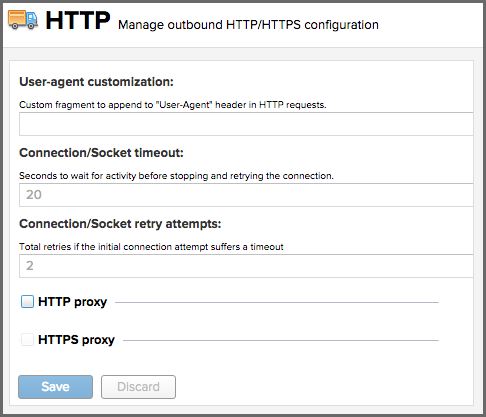 HTTP Manage outbound HTTP/HTTPS configuration
User-agent customization:
Custom fragment to append to "User-Agent" header in HTTP requests.
Connection/Socket timeout:
Seconds to wait for activity before stopping and retrying the connection.
20
Connection/Socket retry attempts:
Total retries if the initial connection attempt suffers a timeout
2
HTTP proxy
HTTPS proxy
Save Discard